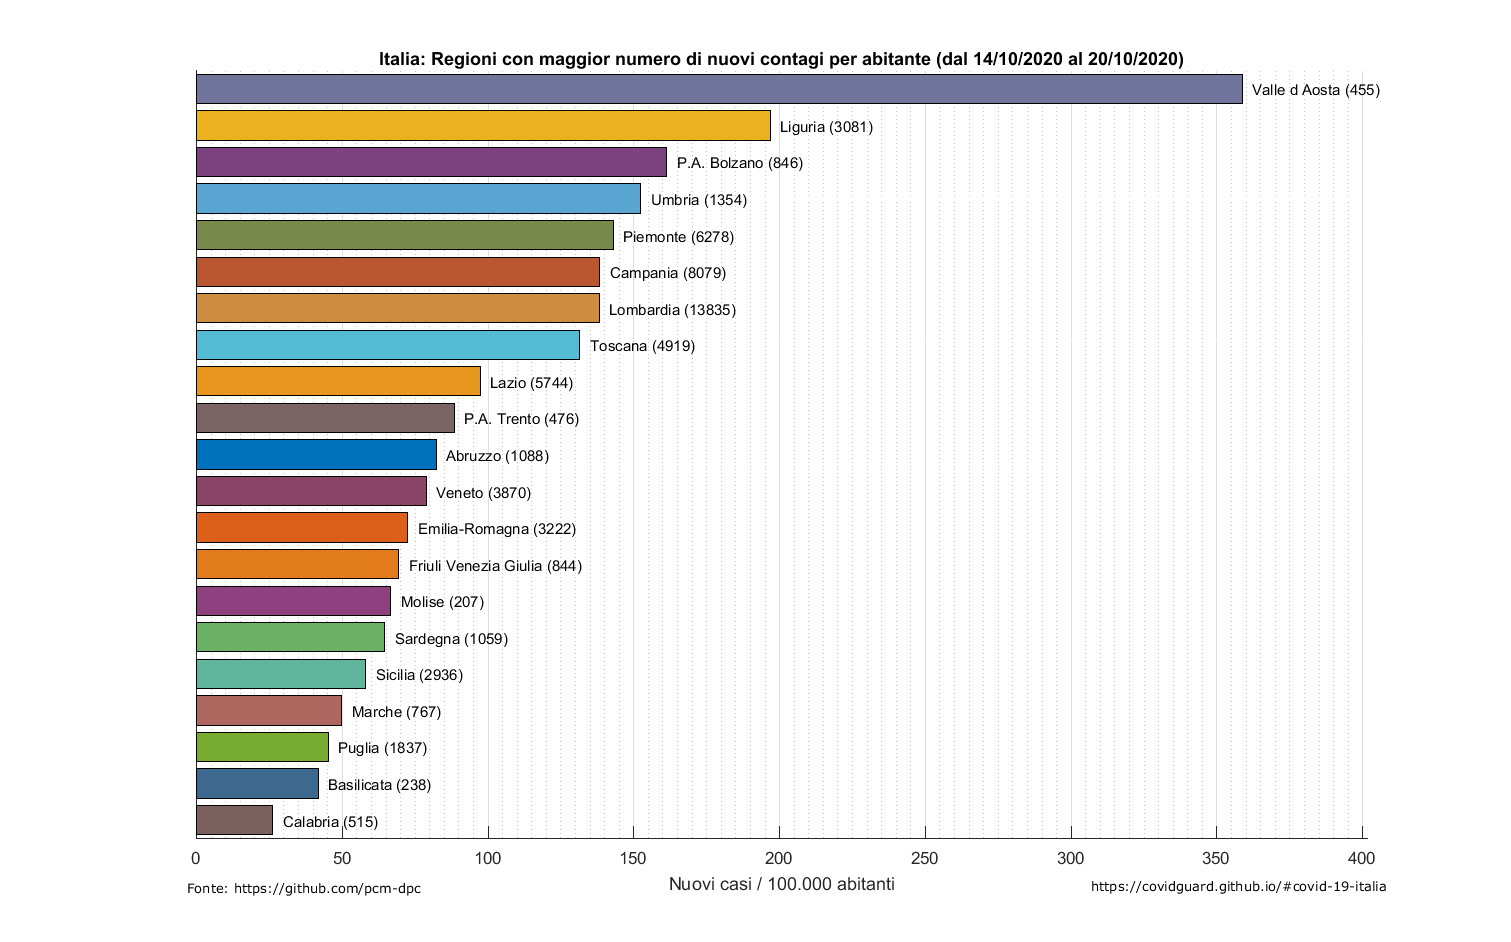 Italia: Regioni con maggior numero di nuovi contagi per abitante (dal 14/10/2020 al 20/10/2020)
Valle d Aosta (455)
Liguria (3081)
P.A. Bolzano (846)
Umbria (1354)
Piemonte (6278)
Campania (8079)
Lombardia (13835)
Toscana (4919)
Lazio (5744)
P.A. Trento (476)
Abruzzo (1088)
Veneto (3870)
Emilia-Romagna (3222)
Friuli Venezia Giulia (844)
Molise (207)
Sardegna (1059)
Sicilia (2936)
Marche (767)
Puglia (1837)
Basilicata (238)
Calabria (515)
0 50 100 150 200 250 300 350 400
Nuovi casi / 100.000 abitanti
Fonte: https://github.com/pcm-dpc
https://covidguard.github.io/#covid-19-italia